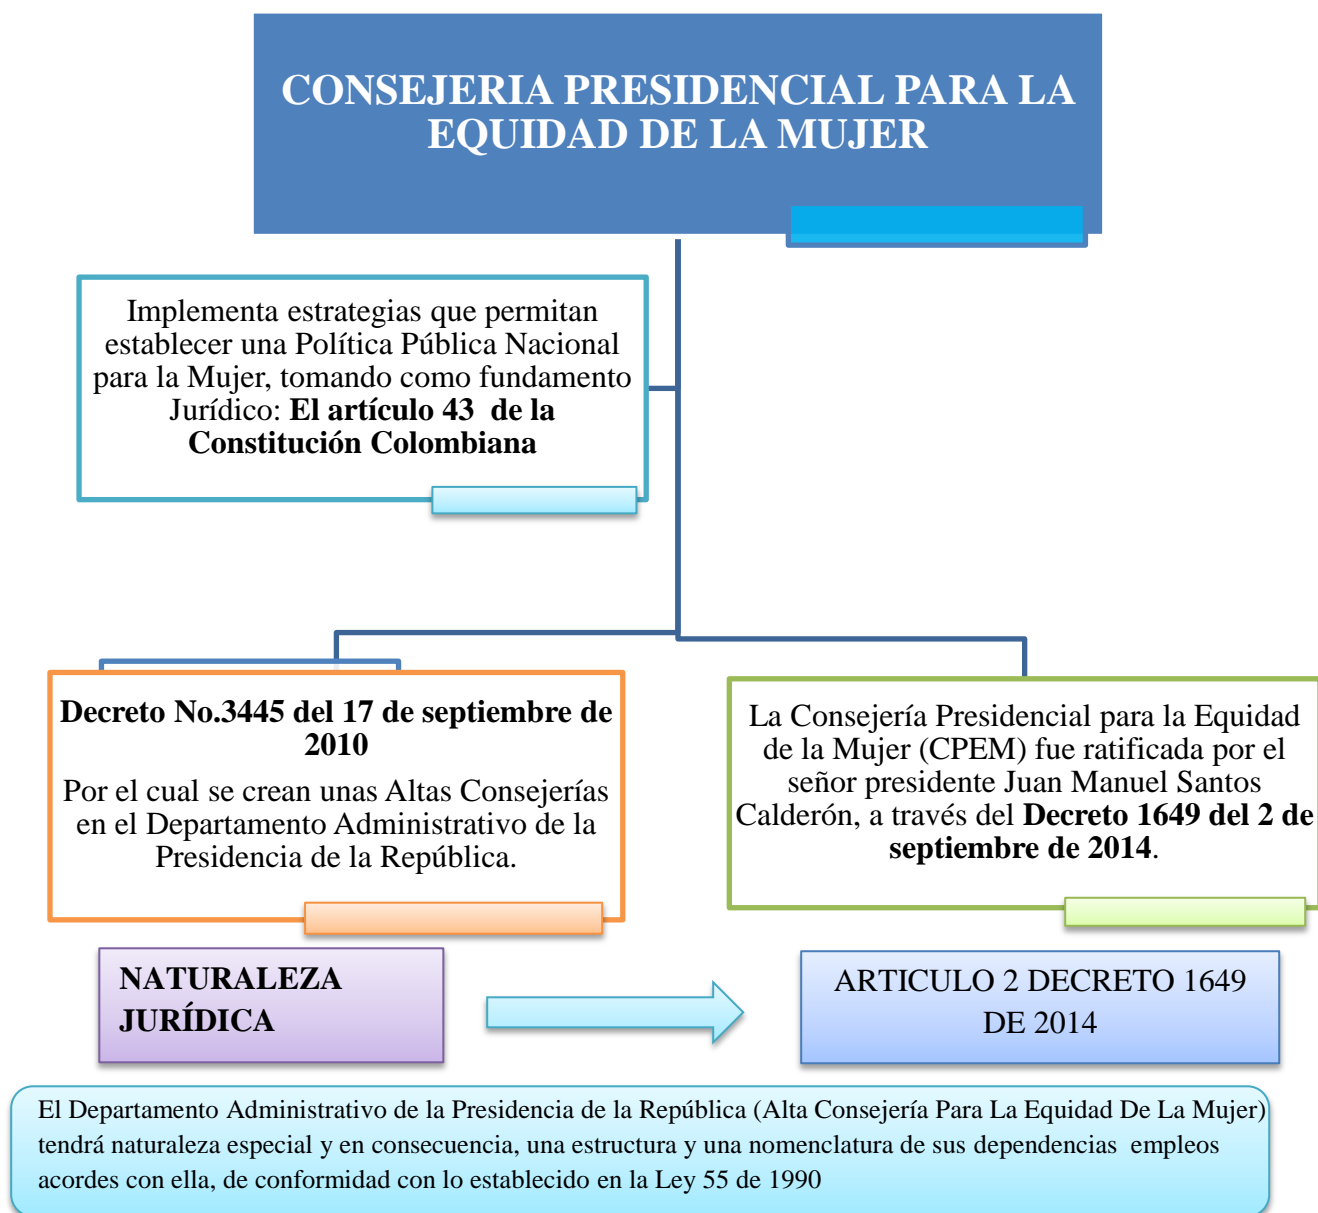 CONSEJERIA PRESIDENCIAL PARA LA
EQUIDAD DE LA MUJER
Implementa estrategias que permitan
establecer una Política Pública Nacional
para la Mujer, tomando como fundamento
Jurídico: El artículo 43 de la
Constitución Colombiana
Decreto No.3445 del 17 de septiembre de
2010
Por el cual se crean unas Altas Consejerías
en el Departamento Administrativo de la
Presidencia de la República.
La Consejería Presidencial para la Equidad
de la Mujer (CPEM) fue ratificada por el
señor presidente Juan Manuel Santos
Calderón, a través del Decreto 1649 del 2 de
septiembre de 2014.
NATURALEZA
JURÍDICA
ARTICULO 2 DECRETO 1649
DE 2014
El Departamento Administrativo de la Presidencia de la República (Alta Consejería Para La Equidad De La Mujer)
tendrá naturaleza especial y en consecuencia, una estructura y una nomenclatura de sus dependencias empleos
acordes con ella, de conformidad con lo establecido en la Ley 55 de 1990